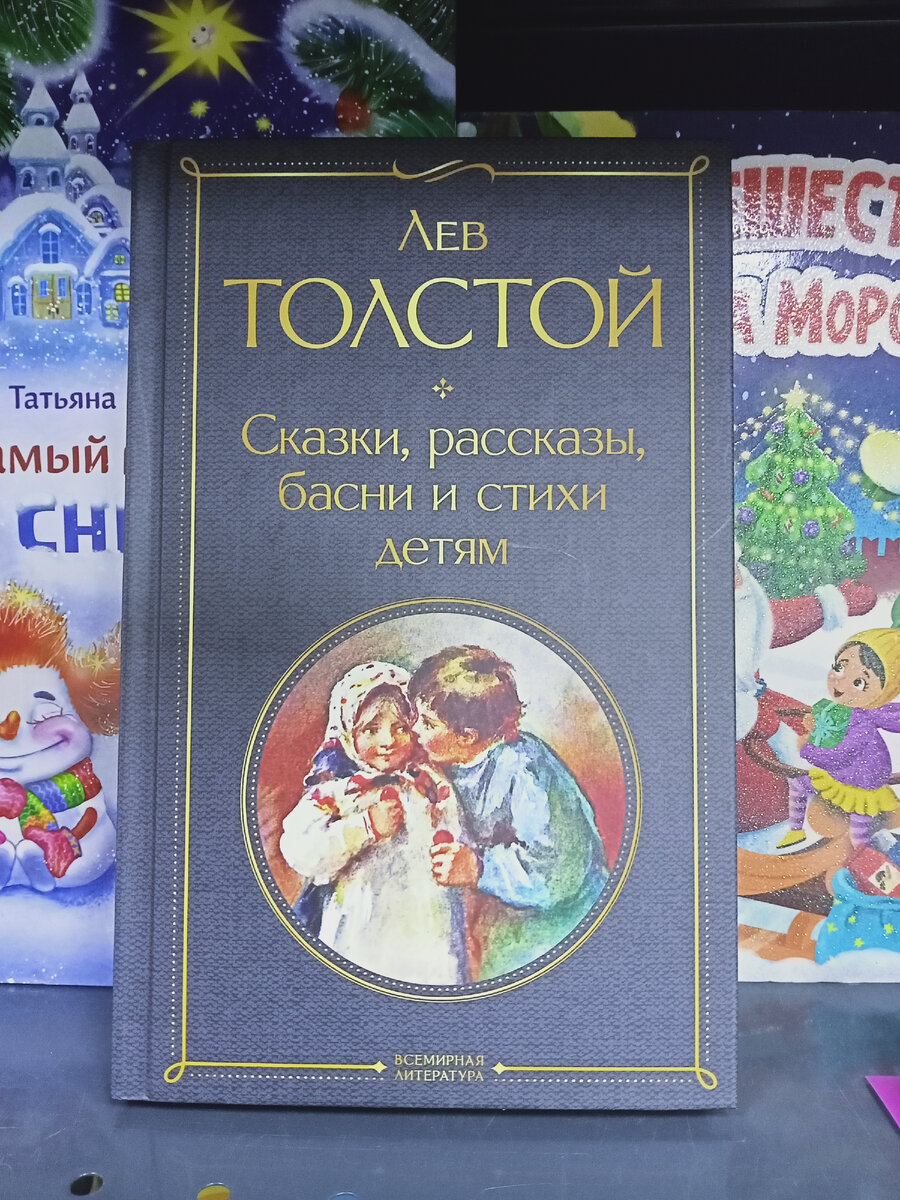 Лев
ТОЛСТОЙ
Сказки, рассказы,
басни и стихи
детям
ВСЕМИРНАЯ
ЛИТЕРАТУРА
Татьяна